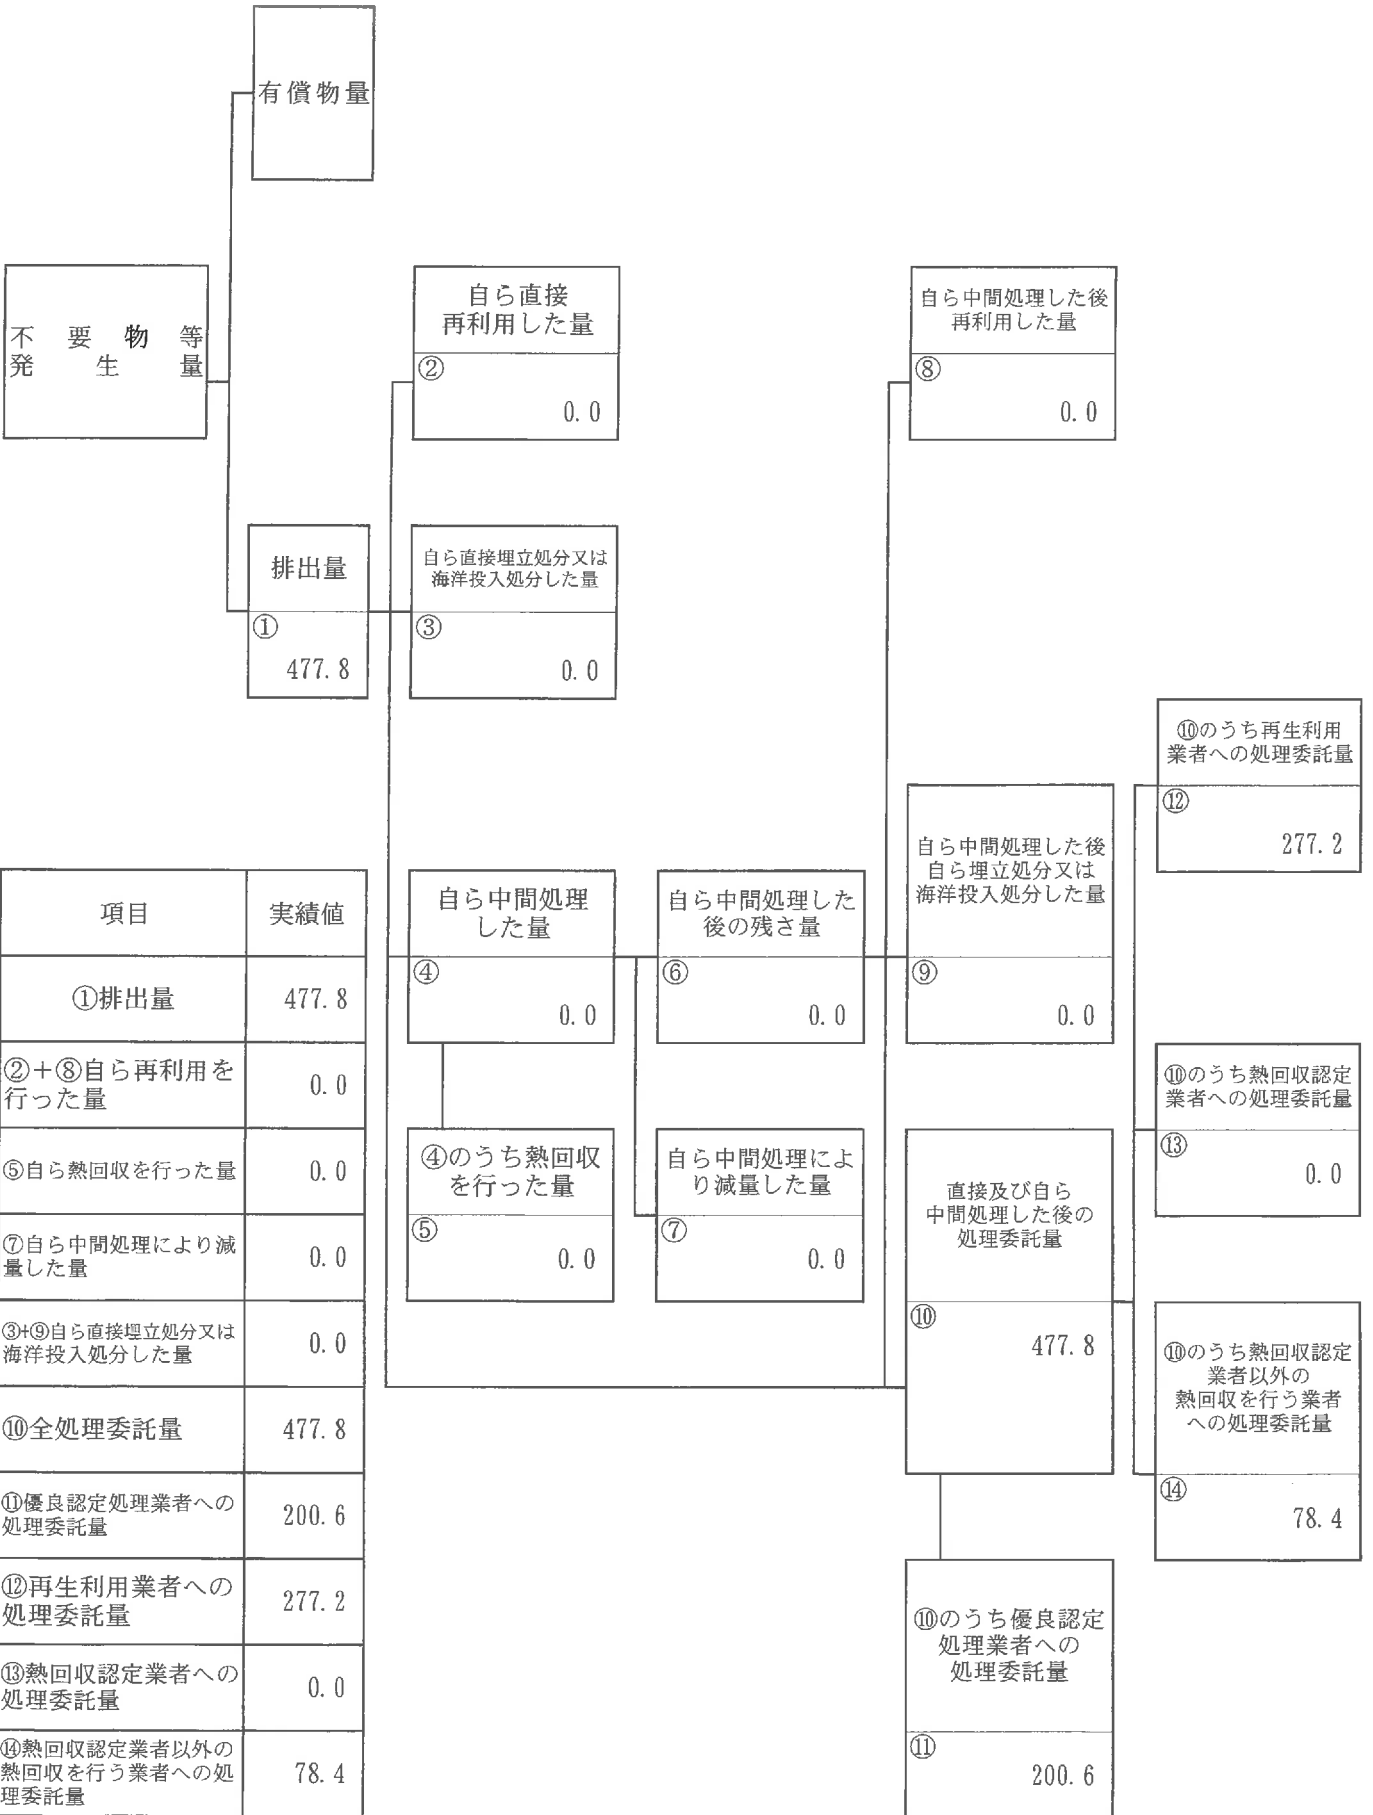 有償物量
不要物等
発生量
自ら直接
再利用した量
②
0.0
自ら中間処理した後
再利用した量
⑧
0.0
排出量
①
477.8
自ら直接埋立処分又は
海洋投入処分した量
③
0.0
⑩のうち再生利用
業者への処理委託量
⑫
277.2
自ら中間処理した後
自ら埋立処分又は
海洋投入処分した量
⑨
0.0
自ら中間処理
した量
④
0.0
自ら中間処理した
後の残さ量
⑥
0.0
⑩のうち熱回収認定
業者への処理委託量
⑬
0.0
④のうち熱回収
を行った量
⑤
0.0
自ら中間処理によ
り減量した量
⑦
0.0
直接及び自ら
中間処理した後の
処理委託量
⑩
477.8
⑩のうち熱回収認定
業者以外の
熱回収を行う業者
への処理委託量
⑭
78.4
⑩のうち優良認定
処理業者への
処理委託量
⑪
200.6
項目 実績値
①排出量 477.8
②+⑧自ら再利用を
行った量 0.0
⑤自ら熱回収を行った量 0.0
⑦自ら中間処理により減
量した量 0.0
③+⑨自ら直接埋立処分又は
海洋投入処分した量 0.0
⑩全処理委託量 477.8
⑪優良認定処理業者への
処理委託量 200.6
⑫再生利用業者への
処理委託量 277.2
⑬熱回収認定業者への
処理委託量 0.0
⑭熱回収認定業者以外の
熱回収を行う業者への処
理委託量 78.4